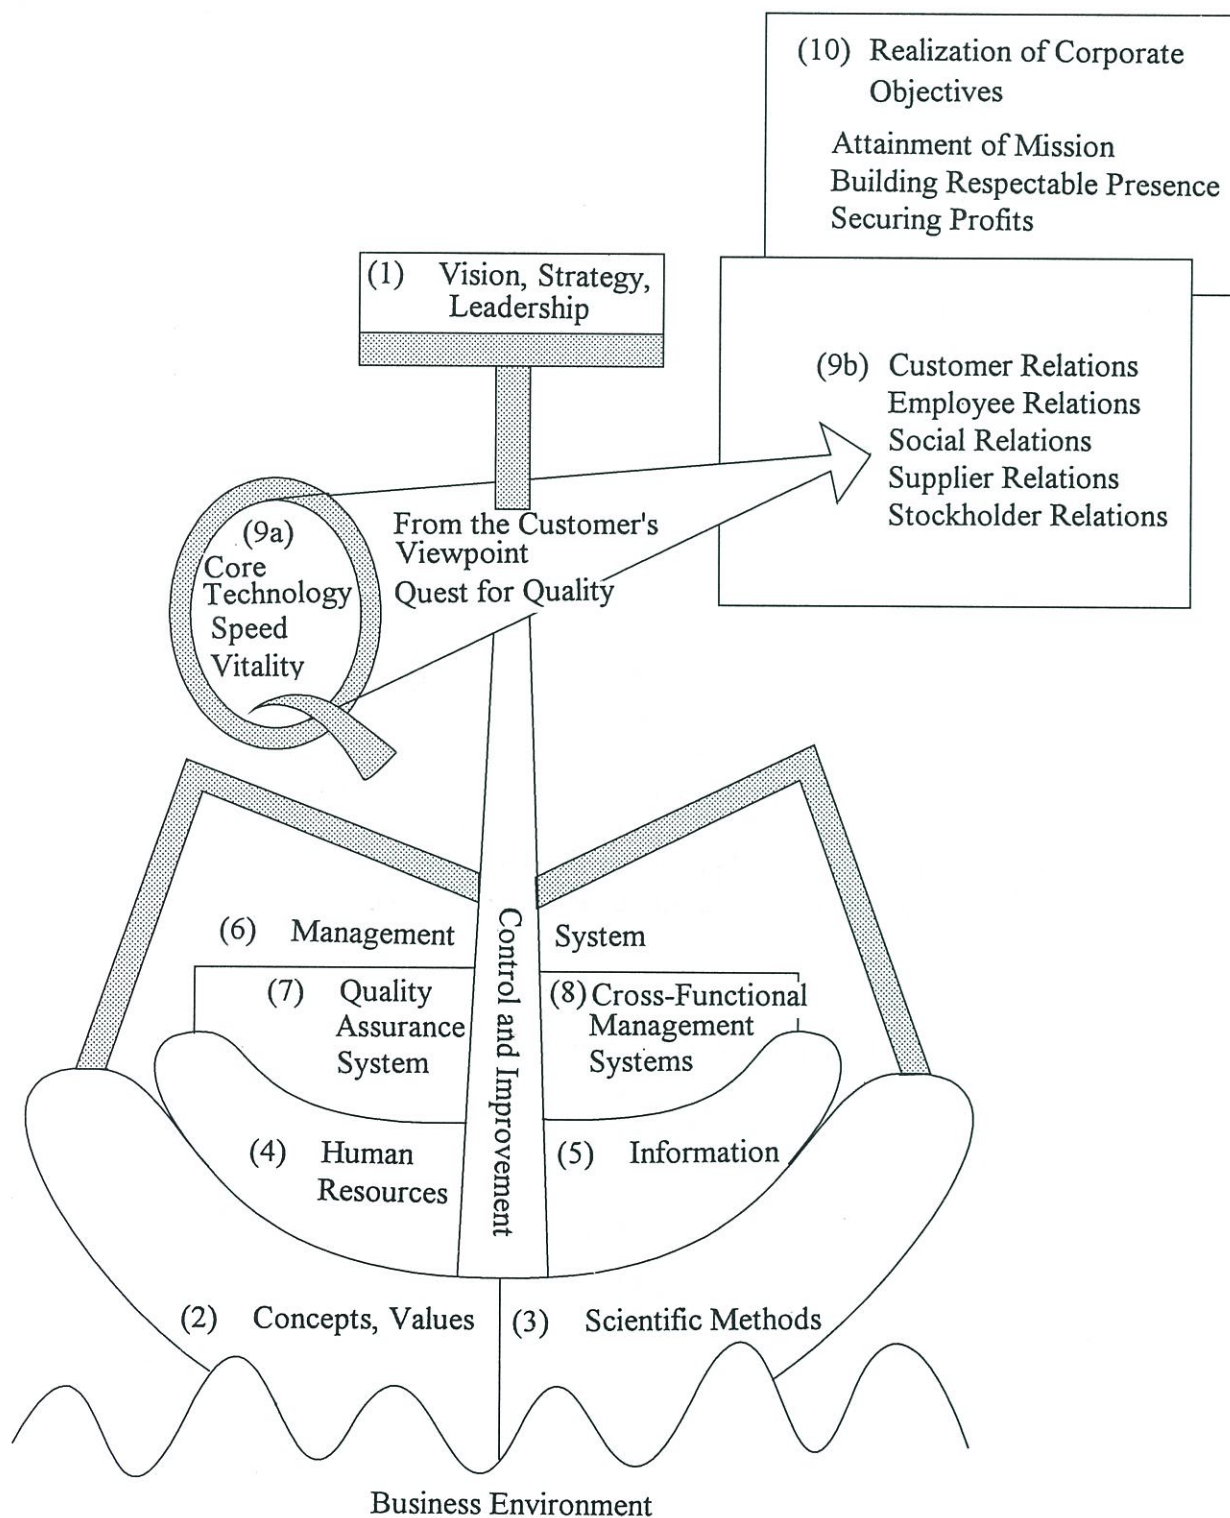 (10) Realization of Corporate
Objectives
Attainment of Mission
Building Respectable Presence
Securing Profits
(1) Vision, Strategy,
Leadership
(9b) Customer Relations
Employee Relations
Social Relations
Supplier Relations
Stockholder Relations
(9a)
Core
Technology
Speed
Vitality
From the Customer's
Viewpoint
Quest for Quality
Control and Improvement
(6) Management System
(7) Quality
Assurance
System
(8) Cross-Functional
Management
Systems
(4) Human
Resources
(5) Information
(2) Concepts, Values
(3) Scientific Methods
Business Environment